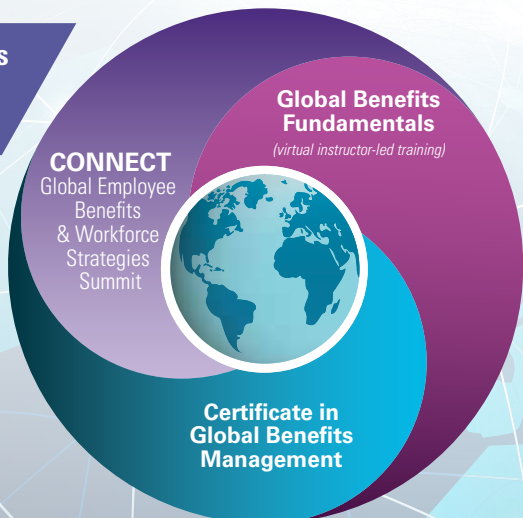 s
CONNECT
Global Employee
Benefits
& Workforce
Strategies
Summit
Global Benefits
Fundamentals
(virtual instructor-led training)
Certificate in
Global Benefits
Management